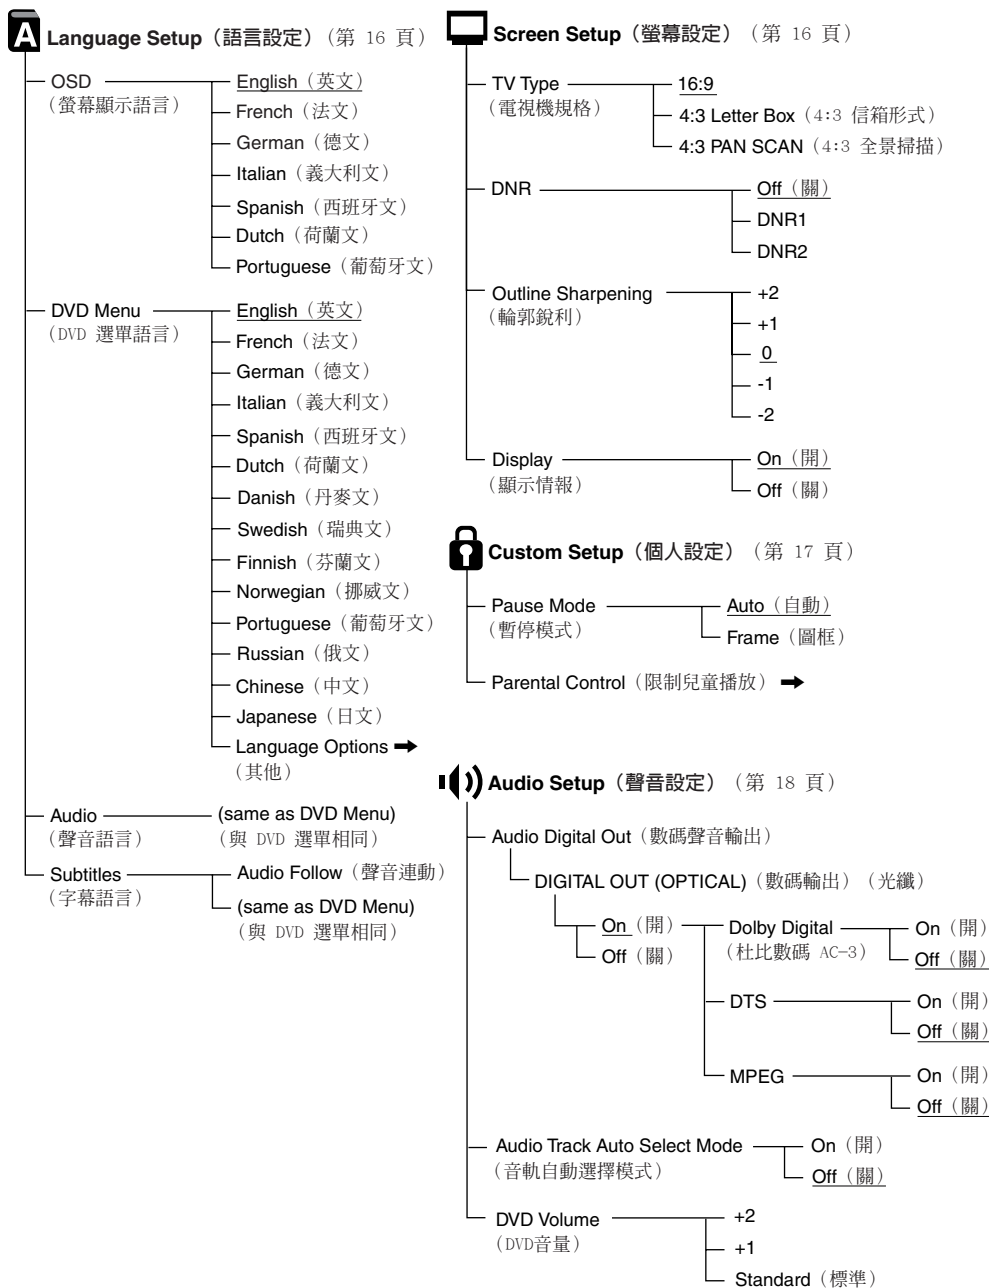 A Language Setup（語言設定）（第 16 頁）
OSD
（螢幕顯示語言）
English（英文）
French（法文）
German（德文）
Italian（義大利文）
Spanish（西班牙文）
Dutch（荷蘭文）
Portuguese（葡萄牙文）
DVD Menu
（DVD 選單語言）
English（英文）
French（法文）
German（德文）
Italian（義大利文）
Spanish（西班牙文）
Dutch（荷蘭文）
Danish（丹麥文）
Swedish（瑞典文）
Finnish（芬蘭文）
Norwegian（挪威文）
Portuguese（葡萄牙文）
Russian（俄文）
Chinese（中文）
Japanese（日文）
Language Options ➡
（其他）
Audio
（聲音語言）
(same as DVD Menu)
（與 DVD 選單相同）
Subtitles
（字幕語言）
Audio Follow（聲音連動）
(same as DVD Menu)
（與 DVD 選單相同）
Screen Setup（螢幕設定）（第 16 頁）
TV Type
（電視機規格）
16:9
4:3 Letter Box（4:3 信箱形式）
4:3 PAN SCAN（4:3 全景掃描）
DNR
Off（關）
DNR1
DNR2
Outline Sharpening
（輪郭銳利）
+2
+1
0
-1
-2
Display
（顯示情報）
On（開）
Off（關）
Custom Setup（個人設定）（第 17 頁）
Pause Mode
（暫停模式）
Auto（自動）
Frame（圖框）
Parental Control（限制兒童播放）➡
Audio Setup（聲音設定）（第 18 頁）
Audio Digital Out（數碼聲音輸出）
DIGITAL OUT (OPTICAL)（數碼輸出）（光纖）
On（開）
Off（關）
Dolby Digital
（杜比數碼 AC-3）
On（開）
Off（關）
DTS
On（開）
Off（關）
MPEG
On（開）
Off（關）
Audio Track Auto Select Mode
（音軌自動選擇模式）
On（開）
Off（關）
DVD Volume
（DVD音量）
+2
+1
Standard（標準）